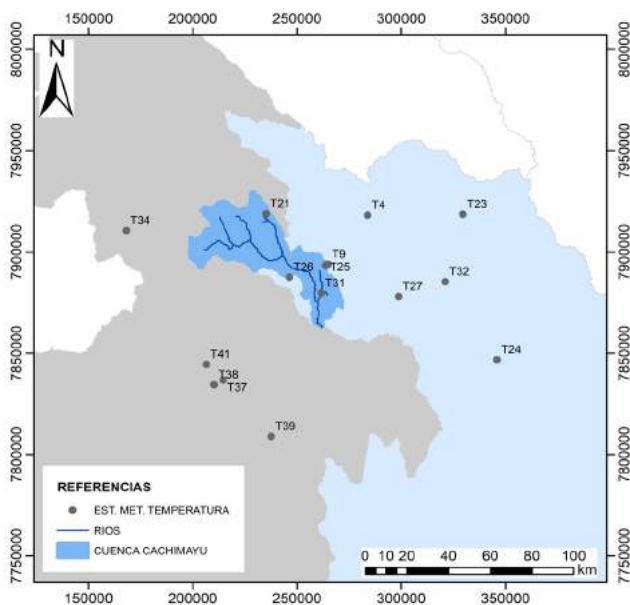 150000 200000 250000 300000 350000
8000000
7950000
7900000
7850000
7800000
7750000
8000000
7950000
7900000
7850000
7800000
7750000
N
T21
T4
T23
T34
T9
T26
T25
T32
T31
T27
T24
T41
T38
T37
T39
REFERENCIAS
EST. MET. TEMPERATURA
RIOS
CUENCA CACHIMAYU
0 10 20 40 60 80 100
km
150000 200000 250000 300000 350000